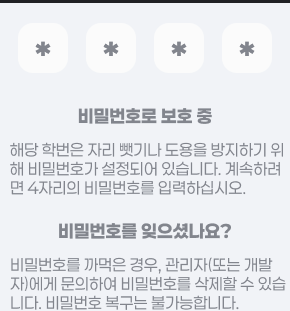 * * * *
비밀번호로 보호 중
해당 학번은 자리 뺏기나 도용을 방지하기 위
해 비밀번호가 설정되어 있습니다. 계속하려
면 4자리의 비밀번호를 입력하십시오.
비밀번호를 잊으셨나요?
비밀번호를 까먹은 경우, 관리자(또는 개발
자)에게 문의하여 비밀번호를 삭제할 수 있습
니다. 비밀번호 복구는 불가능합니다.